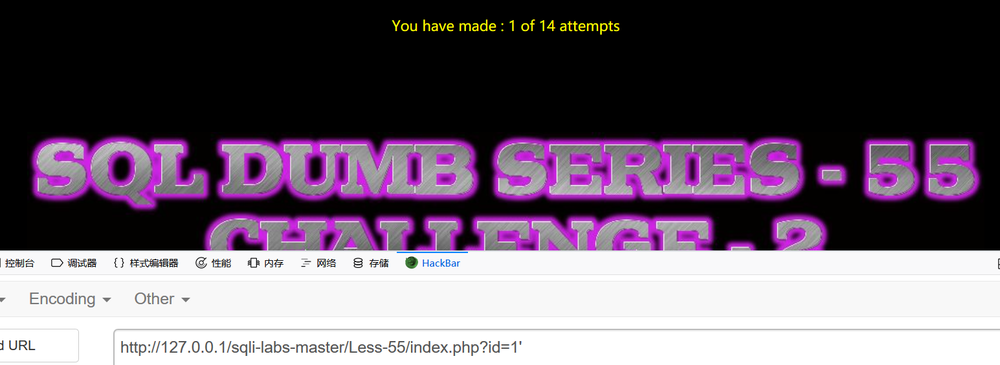 You have made : 1 of 14 attempts
SQL DUMB SERIES - 55
CHALLENGE - 2
控制台 调试器 {} 样式编辑器 性能 内存 网络 存储 HackBar
Encoding Other
d URL http://127.0.0.1/sqli-labs-master/Less-55/index.php?id=1'